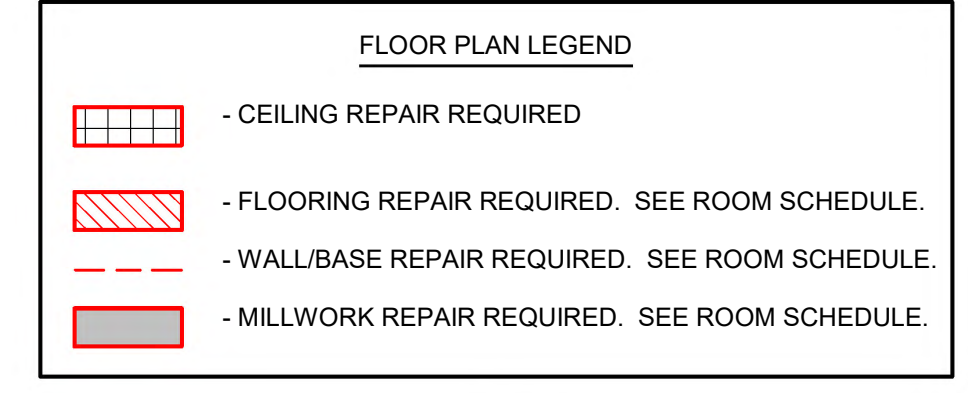 FLOOR PLAN LEGEND
- CEILING REPAIR REQUIRED
- FLOORING REPAIR REQUIRED.  SEE ROOM SCHEDULE.
- WALL/BASE REPAIR REQUIRED.  SEE ROOM SCHEDULE.
- MILLWORK REPAIR REQUIRED.  SEE ROOM SCHEDULE.